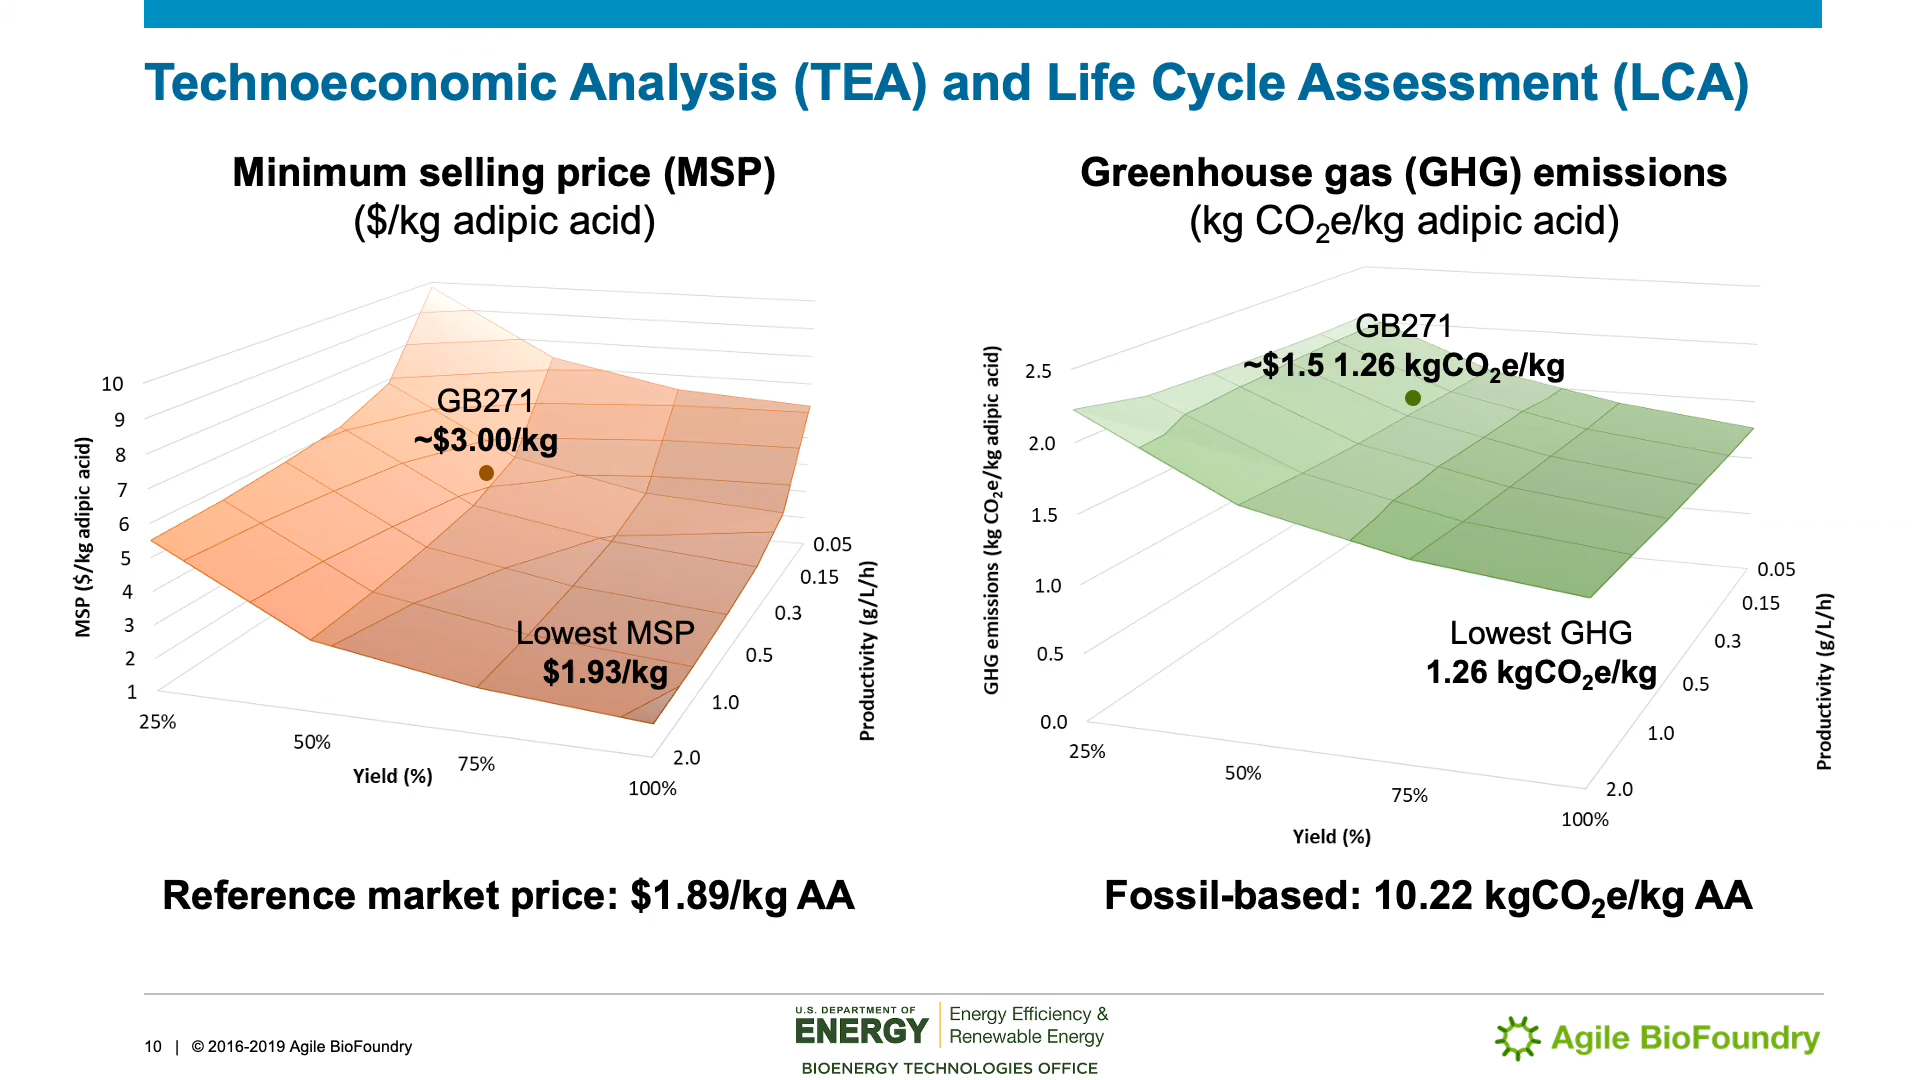 Technoeconomic Analysis (TEA) and Life Cycle Assessment (LCA)
Minimum selling price (MSP)
($/kg adipic acid)
10
9
8
7
6
5
4
3
2
1
MSP ($/kg adipic acid)
GB271
~$3.00/kg
Lowest MSP
$1.93/kg
25%
50%
75%
100%
Yield (%)
0.05
0.15
0.3
0.5
1.0
2.0
Productivity (g/L/h)
Reference market price: $1.89/kg AA
Greenhouse gas (GHG) emissions
(kg CO₂e/kg adipic acid)
2.5
2.0
1.5
1.0
0.5
0.0
GHG emissions (kg CO₂e/kg adipic acid)
GB271
~$1.5 1.26 kgCO₂e/kg
Lowest GHG
1.26 kgCO₂e/kg
25%
50%
75%
100%
Yield (%)
0.05
0.15
0.3
0.5
1.0
2.0
Productivity (g/L/h)
Fossil-based: 10.22 kgCO₂e/kg AA
10 | © 2016-2019 Agile BioFoundry
U.S. DEPARTMENT OF
ENERGY
Energy Efficiency &
Renewable Energy
BIOENERGY TECHNOLOGIES OFFICE
Agile BioFoundry